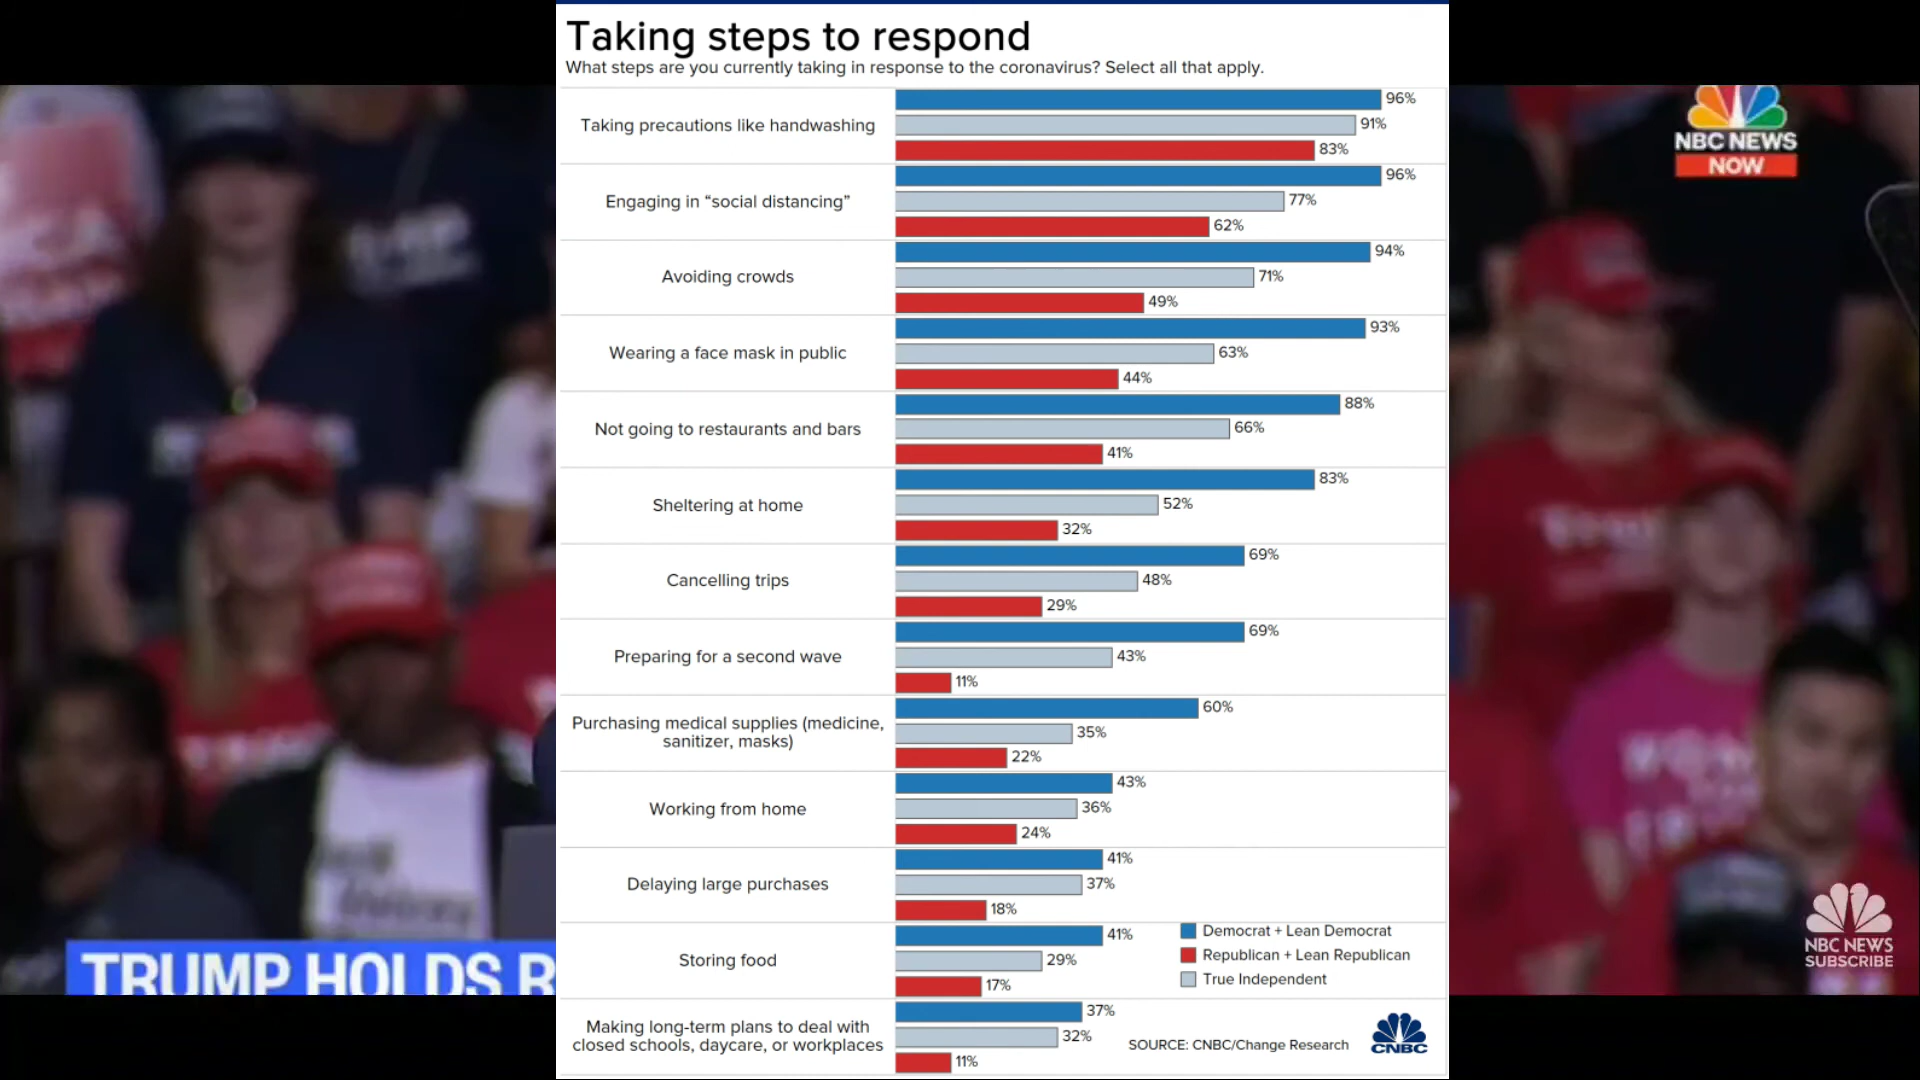 Taking steps to respond
What steps are you currently taking in response to the coronavirus? Select all that apply.
Taking precautions like handwashing
96%
91%
83%
Engaging in “social distancing”
96%
77%
62%
Avoiding crowds
94%
71%
49%
Wearing a face mask in public
93%
63%
44%
Not going to restaurants and bars
88%
66%
41%
Sheltering at home
83%
52%
32%
Cancelling trips
69%
48%
29%
Preparing for a second wave
69%
43%
11%
Purchasing medical supplies (medicine,
sanitizer, masks)
60%
35%
22%
Working from home
43%
36%
24%
Delaying large purchases
41%
37%
18%
Storing food
41%
29%
17%
Making long-term plans to deal with
closed schools, daycare, or workplaces
37%
32%
11%
Democrat + Lean Democrat
Republican + Lean Republican
True Independent
SOURCE: CNBC/Change Research
CNBC
NBC NEWS
NOW
NBC NEWS
SUBSCRIBE
TRUMP HOLDS R